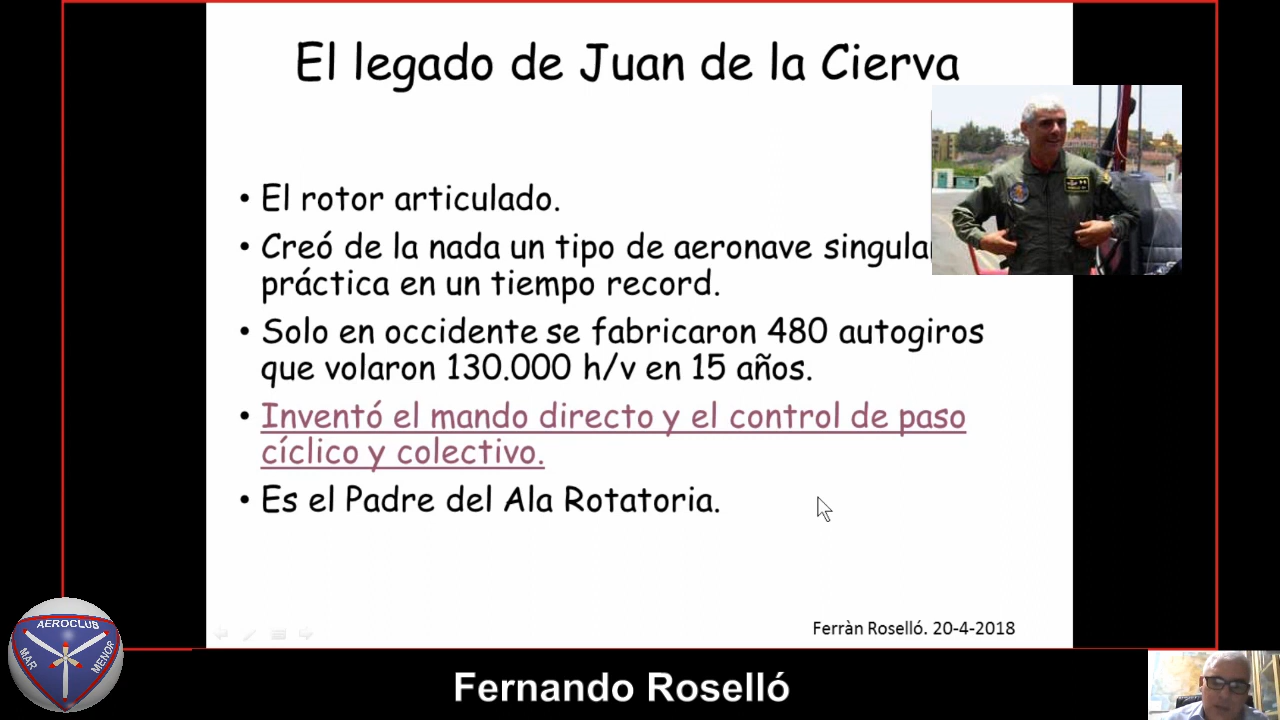 El legado de Juan de la Cierva
• El rotor articulado.
• Creó de la nada un tipo de aeronave singula
práctica en un tiempo record.
• Solo en occidente se fabricaron 480 autogiros
que volaron 130.000 h/v en 15 años.
• Inventó el mando directo y el control de paso
cíclico y colectivo.
• Es el Padre del Ala Rotatoria.
Ferràn Roselló. 20-4-2018
AEROCLUB
MAR
MENOR
Fernando Roselló